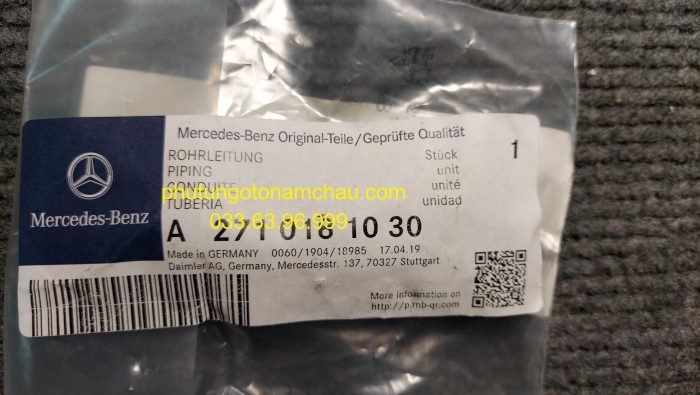 Mercedes-Benz Original-Teile/Geprüfte Qualität
ROHRLEITUNG Stück 1
PIPING unit
CONDUITE unité
TUBERIA unidad
phutungotonamchau.com
033.63.96.999
Mercedes-Benz
A 271 018 10 30
Made in GERMANY 0060/1904/18985 17.04.19
Daimler AG, Germany, Mercedesstr. 137, 70327 Stuttgart
More information on
http://p.mb-qr.com